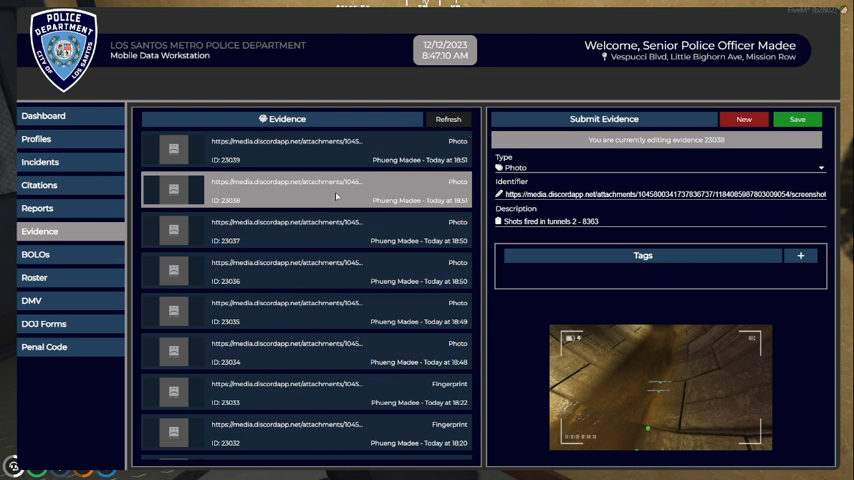 FiveM® (b2802)
POLICE
DEPARTMENT
CITY OF LOS SANTOS
LOS SANTOS METRO POLICE DEPARTMENT
Mobile Data Workstation
12/12/2023
8:47:10 AM
Welcome, Senior Police Officer Madee
Vespucci Blvd, Little Bighorn Ave, Mission Row
Dashboard
Profiles
Incidents
Citations
Reports
Evidence
BOLOs
Roster
DMV
DOJ Forms
Penal Code
Evidence
Refresh
https://media.discordapp.net/attachments/1045... Photo
ID: 23039 Phueng Madee - Today at 18:51
https://media.discordapp.net/attachments/1045... Photo
ID: 23038 Phueng Madee - Today at 18:51
https://media.discordapp.net/attachments/1045... Photo
ID: 23037 Phueng Madee - Today at 18:50
https://media.discordapp.net/attachments/1045... Photo
ID: 23036 Phueng Madee - Today at 18:50
https://media.discordapp.net/attachments/1045... Photo
ID: 23035 Phueng Madee - Today at 18:49
https://media.discordapp.net/attachments/1045... Photo
ID: 23034 Phueng Madee - Today at 18:48
https://media.discordapp.net/attachments/1045... Fingerprint
ID: 23033 Phueng Madee - Today at 18:22
https://media.discordapp.net/attachments/1045... Fingerprint
ID: 23032 Phueng Madee - Today at 18:20
Submit Evidence
New
Save
You are currently editing evidence 23038
Type
Photo
Identifier
https://media.discordapp.net/attachments/1045800341737836737/1184085987803009054/screenshot
Description
Shots fired in tunnels 2 - 8363
Tags
+